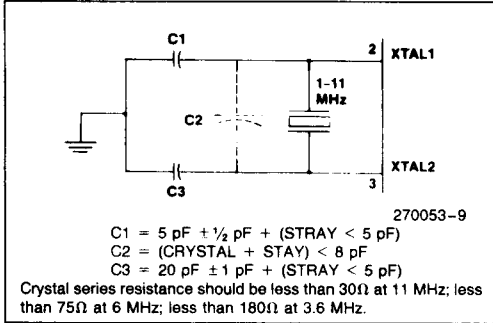 C1
2 XTAL1
1-11
MHz
C2
XTAL2
C3
3
270053-9
C1 = 5 pF ± ½ pF + (STRAY < 5 pF)
C2 = (CRYSTAL + STAY) < 8 pF
C3 = 20 pF ± 1 pF + (STRAY < 5 pF)
Crystal series resistance should be less than 30Ω at 11 MHz; less
than 75Ω at 6 MHz; less than 180Ω at 3.6 MHz.